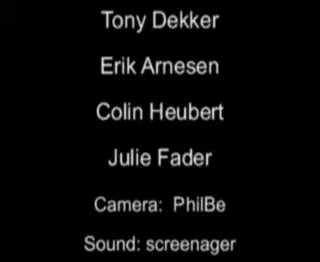 Tony Dekker
Erik Arnesen
Colin Heubert
Julie Fader
Camera:  PhilBe
Sound: screenager